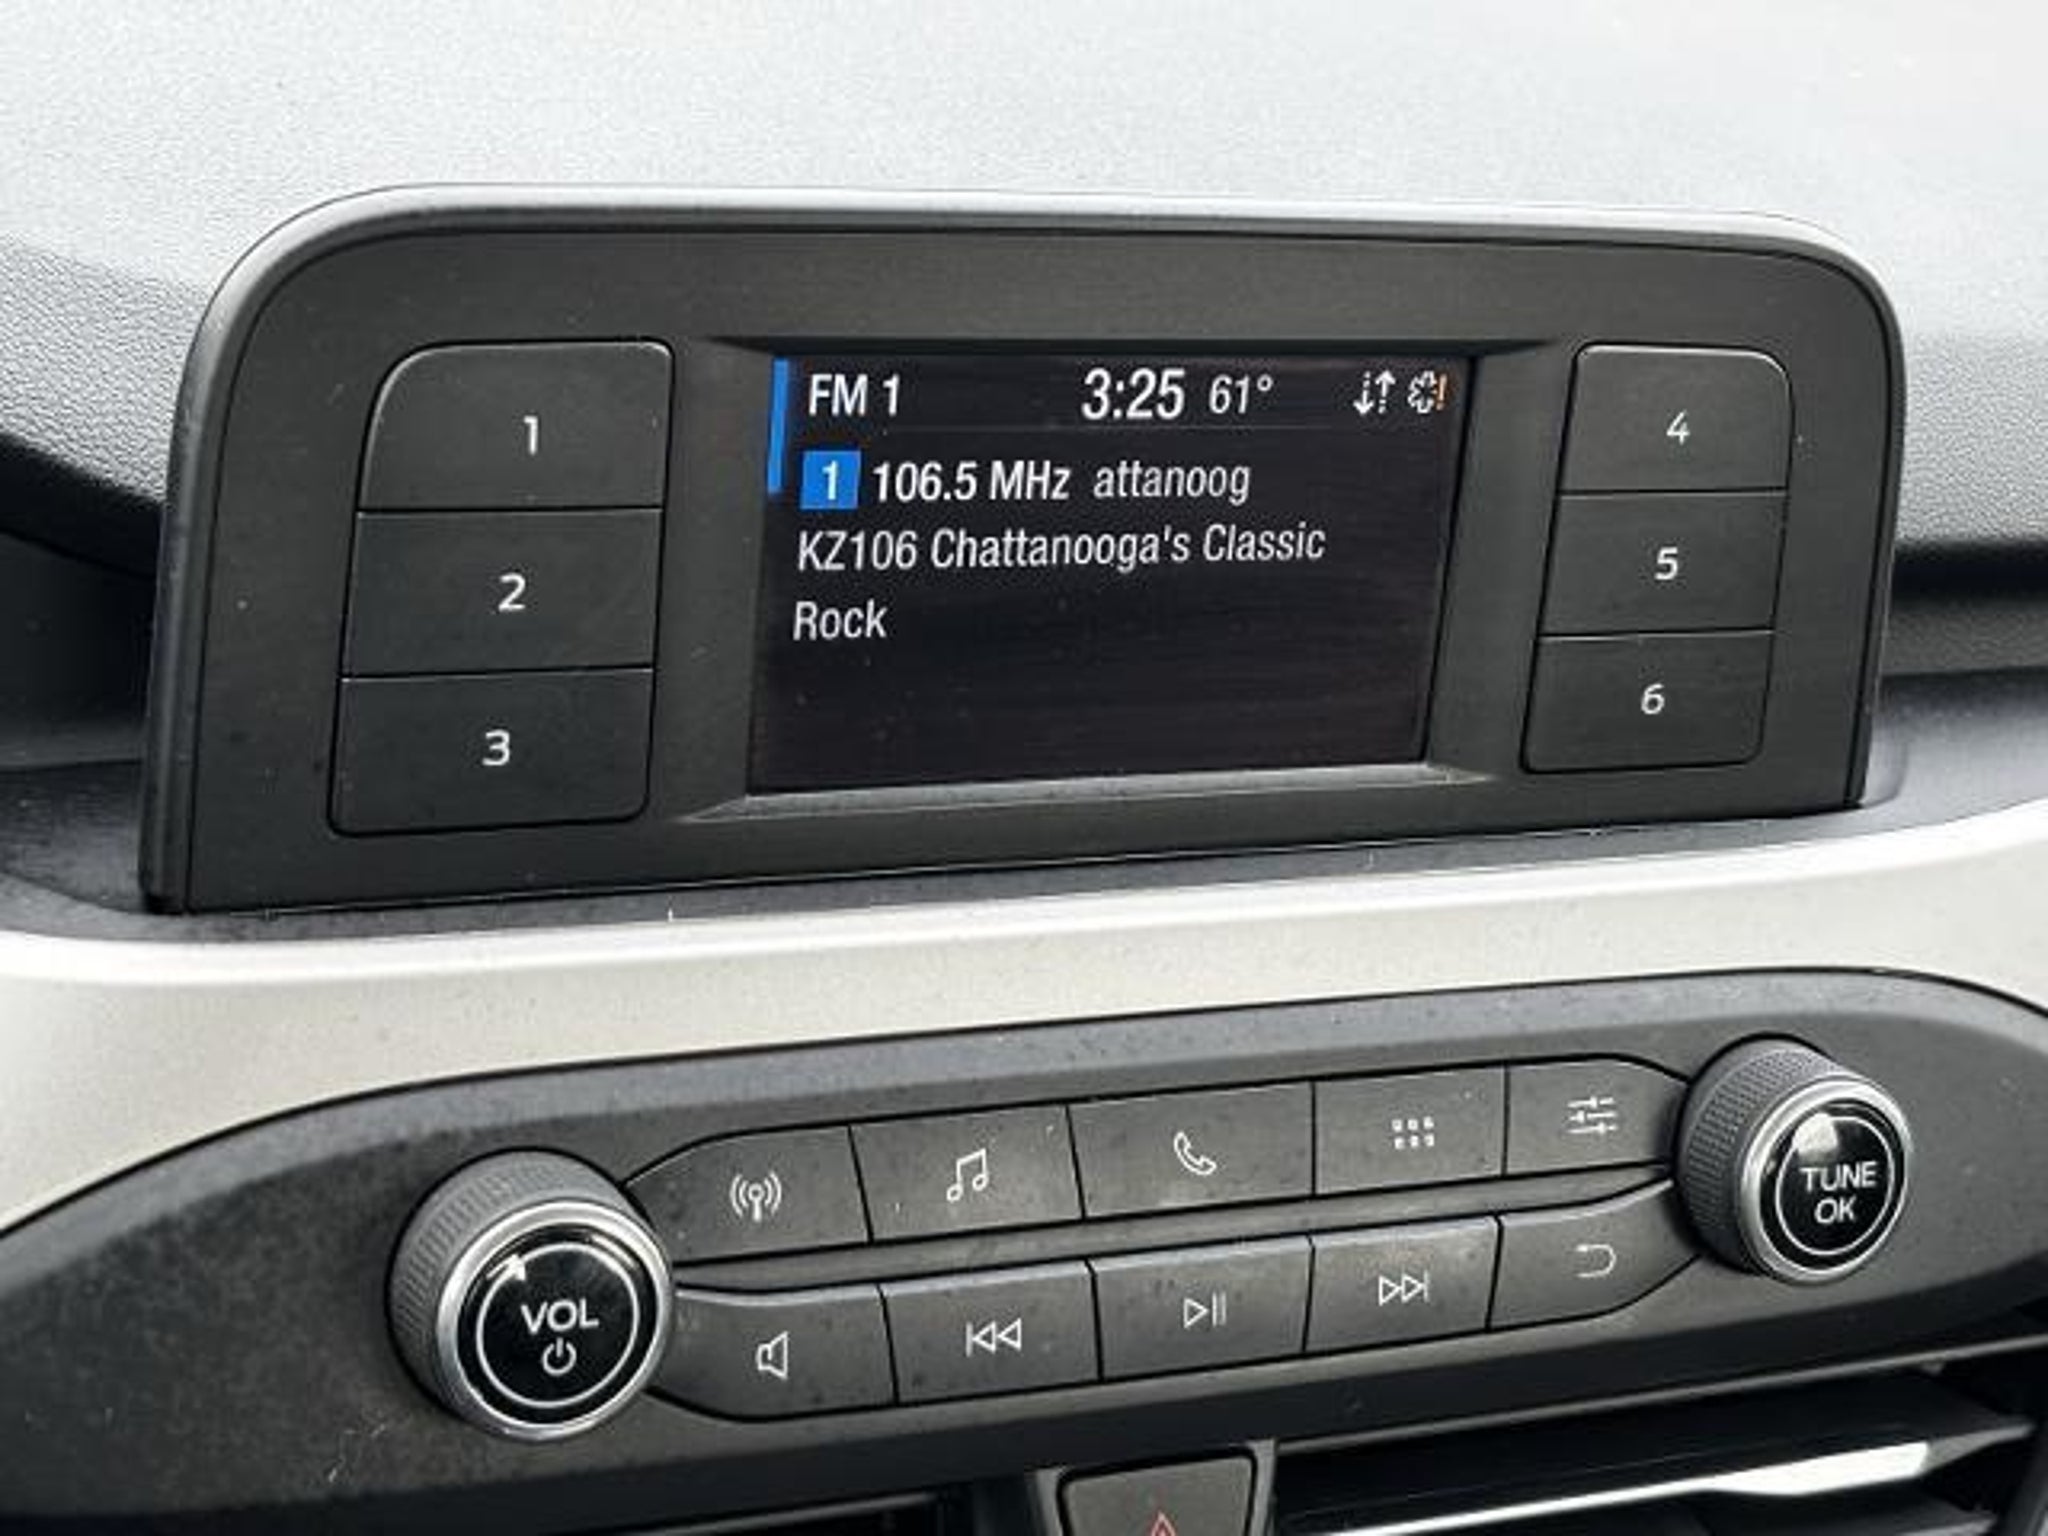 FM 1 3:25 61°
1 106.5 MHz attanoog
KZ106 Chattanooga's Classic
Rock
1
2
3
4
5
6
VOL
TUNE
OK